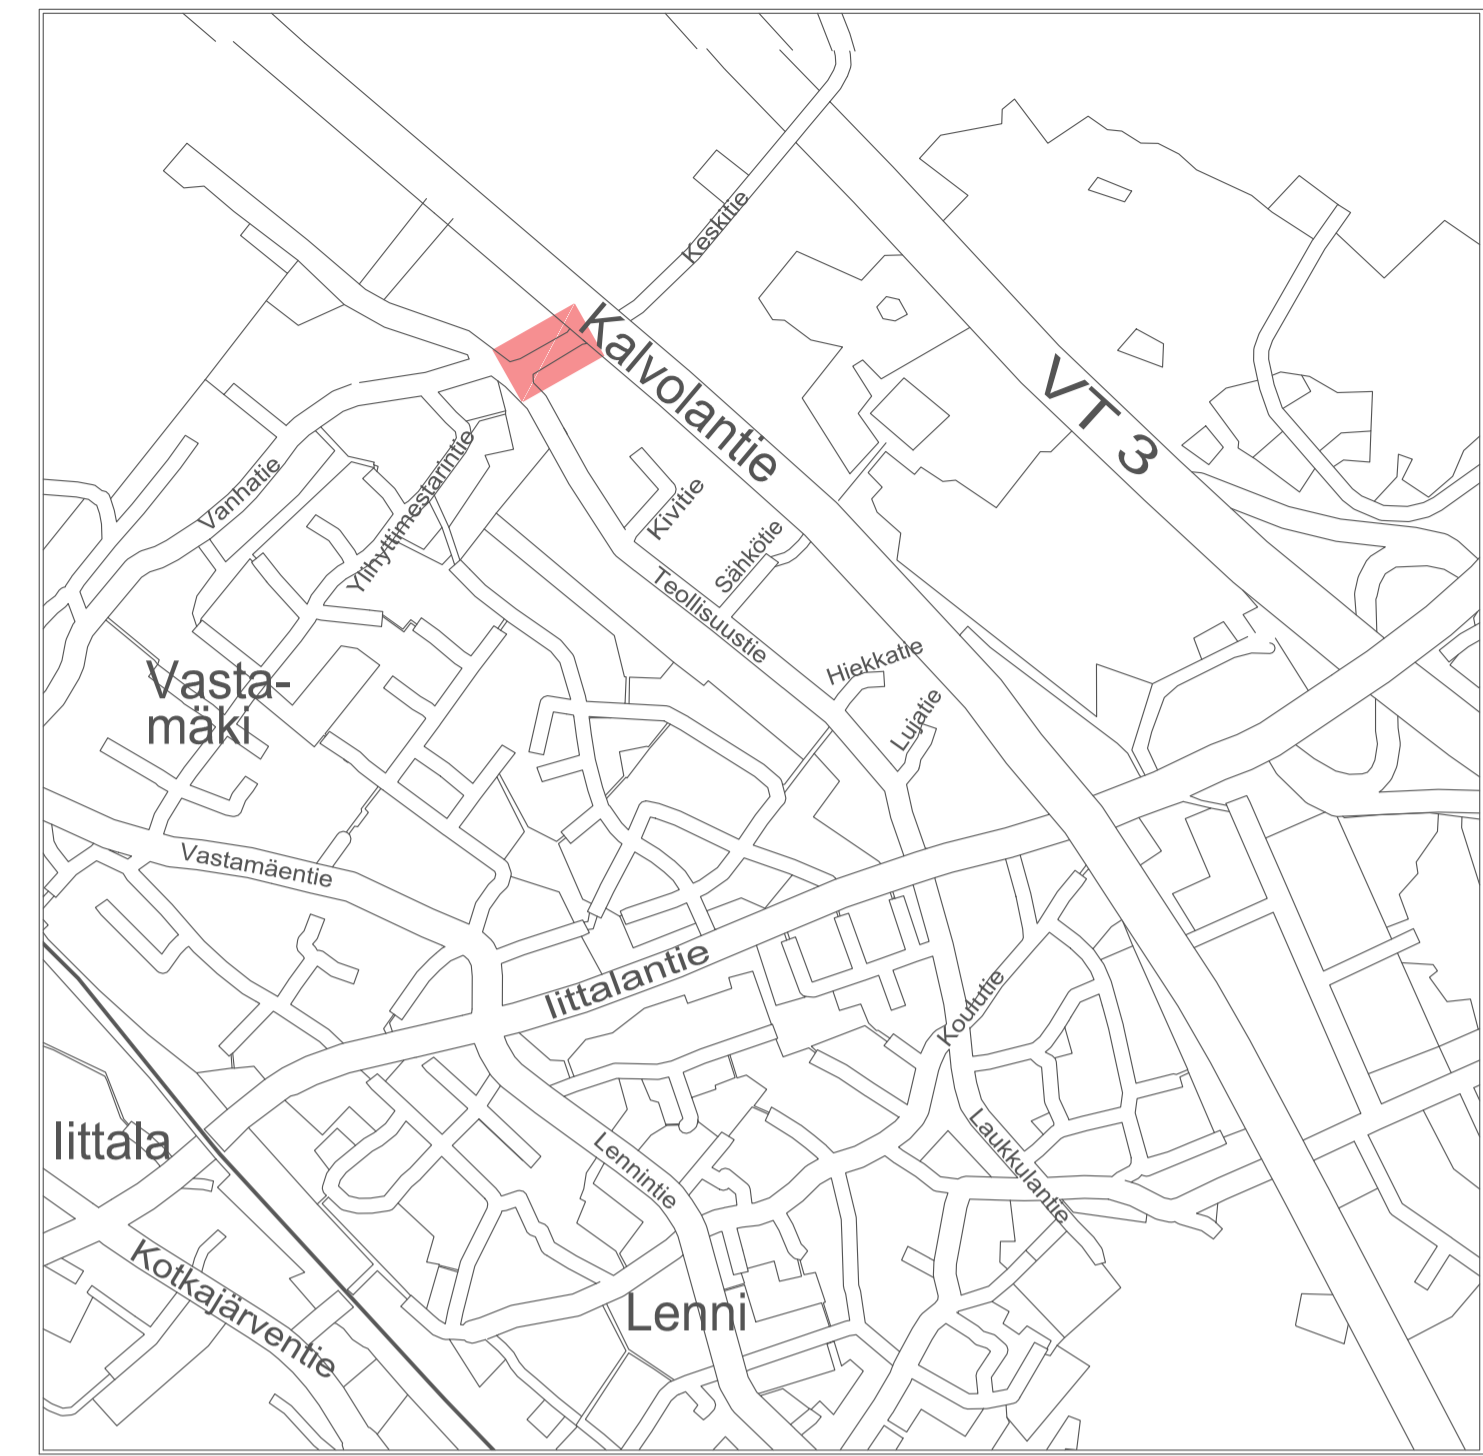 Keskitie
Kalvolantie
VT 3
Vanhatie
Ylihyttimestarintie
Kivitie
Sähkötie
Teollisuustie
Hiekkatie
Lujatie
Vasta-
mäki
Vastamäentie
Iittalantie
Koulutie
Iittala
Lennintie
Laukkulantie
Kotkajärventie
Lenni